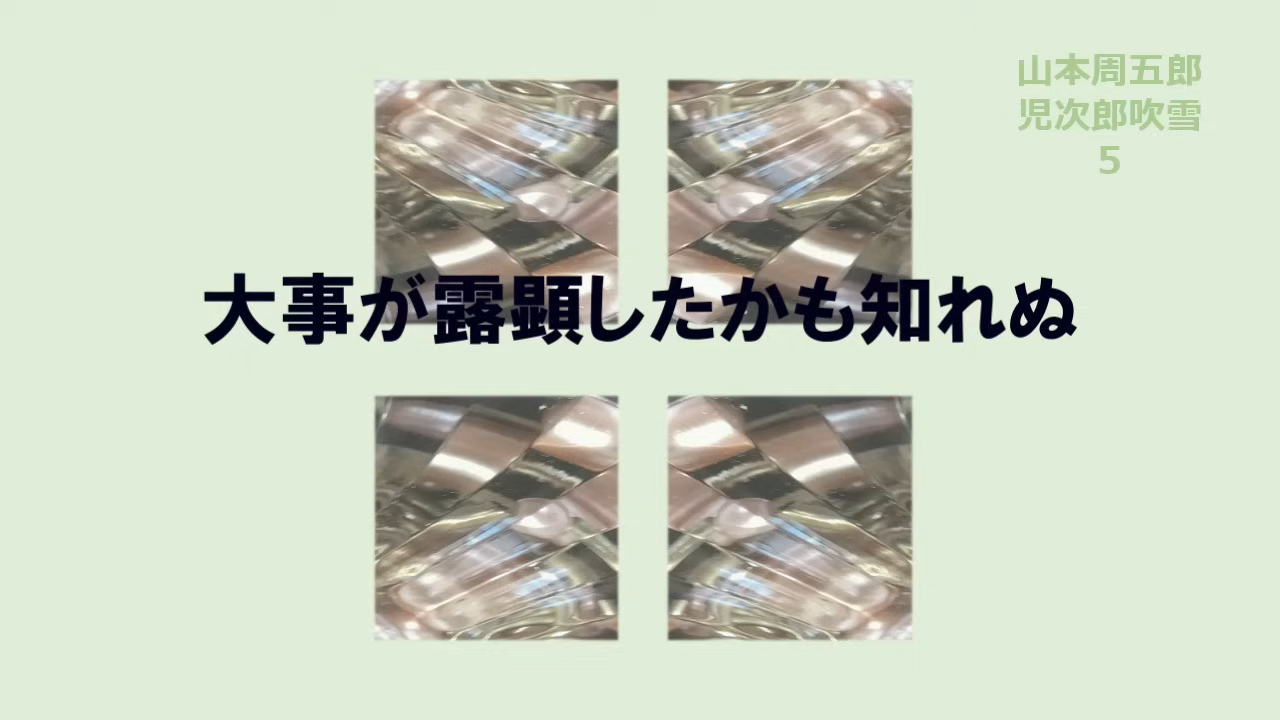 山本周五郎
児次郎吹雪
5
大事が露顕したかも知れぬ